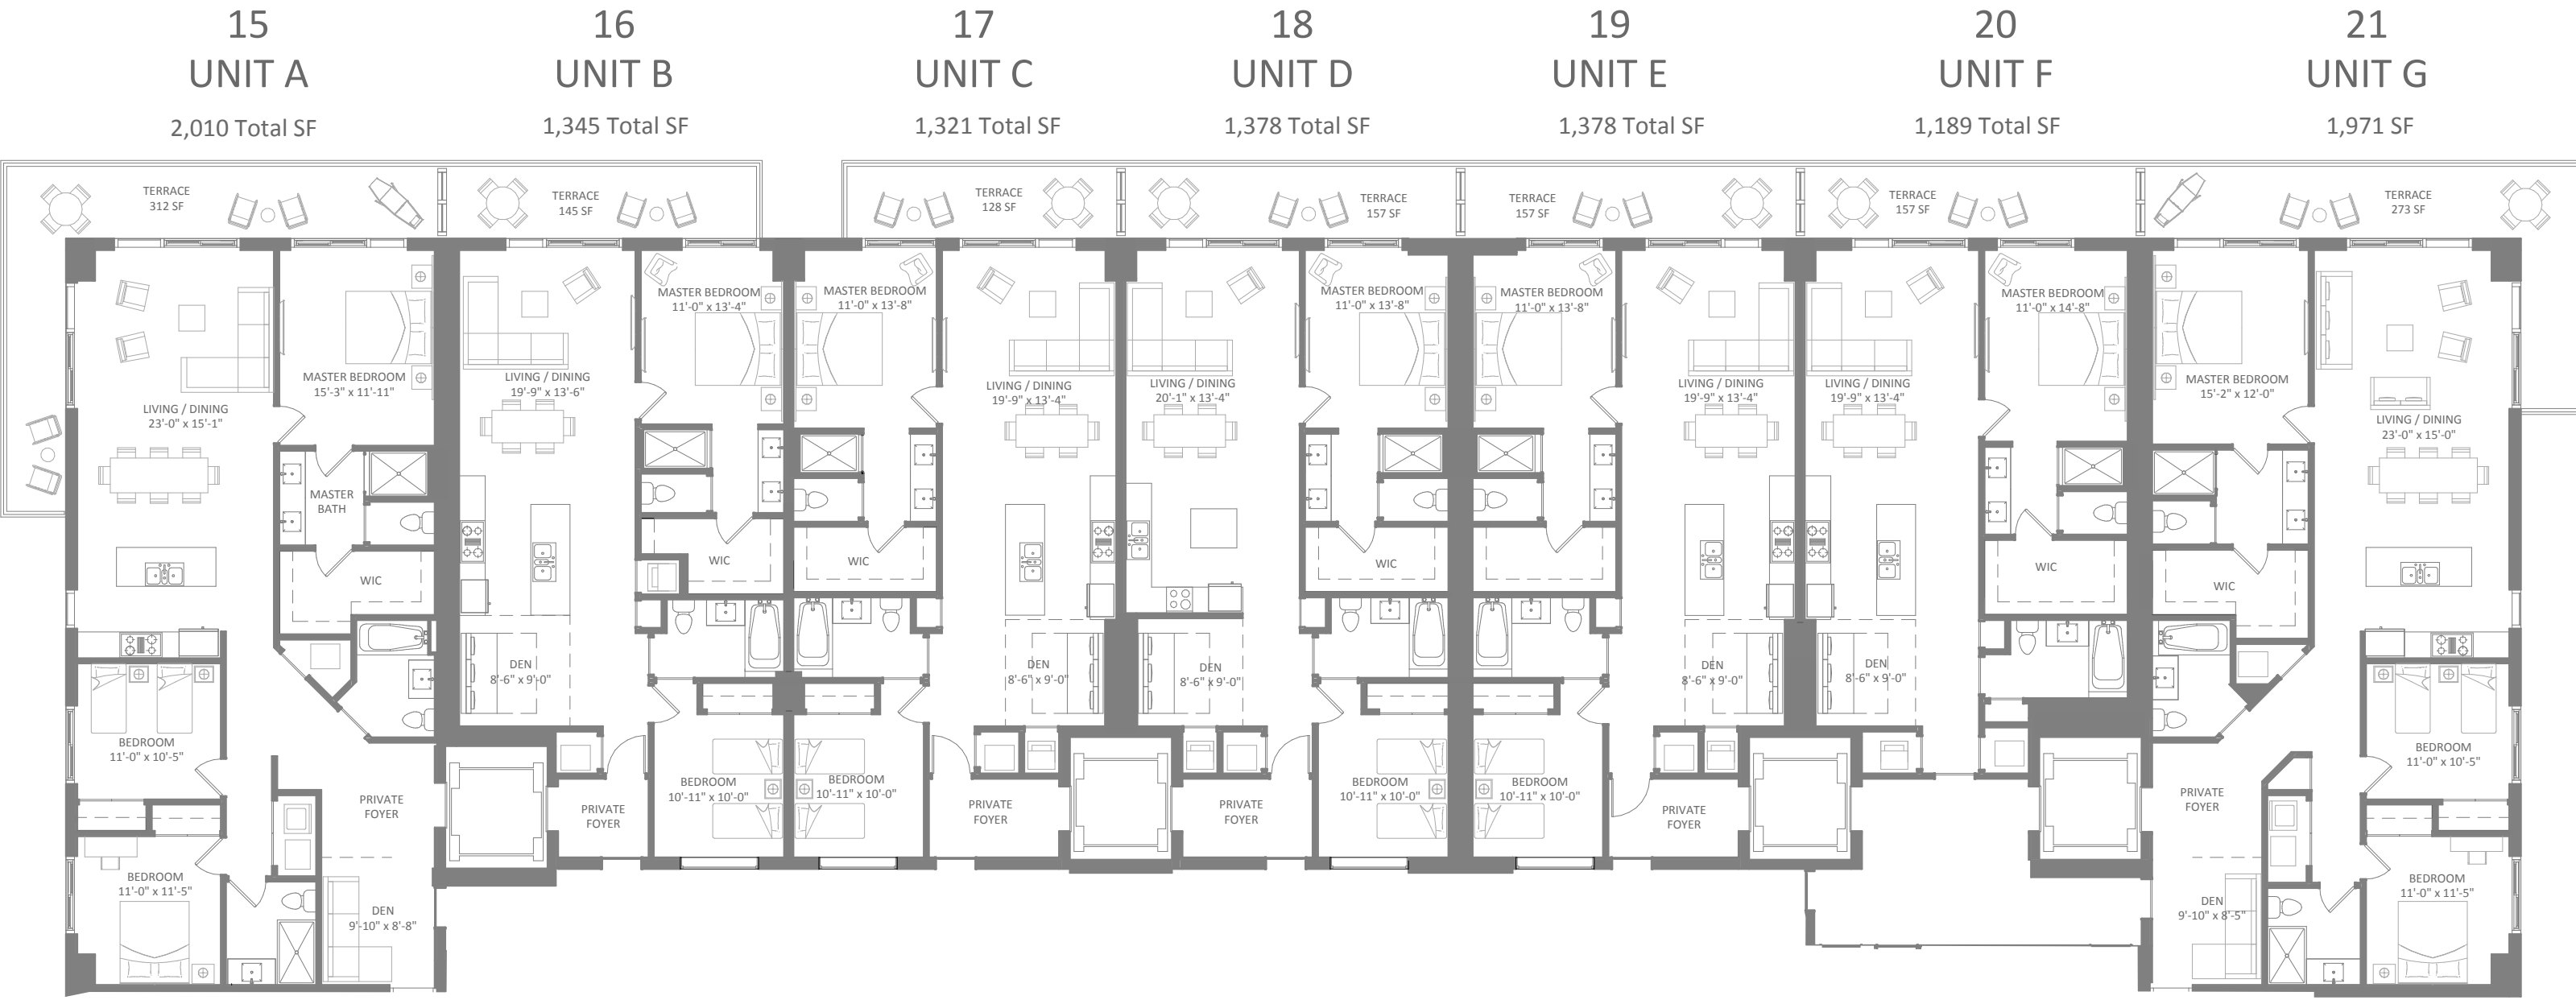 15
UNIT A
2,010 Total SF
16
UNIT B
1,345 Total SF
17
UNIT C
1,321 Total SF
18
UNIT D
1,378 Total SF
19
UNIT E
1,378 Total SF
20
UNIT F
1,189 Total SF
21
UNIT G
1,971 SF
TERRACE
312 SF
MASTER BEDROOM
15'-3" x 11'-11"
LIVING / DINING
23'-0" x 15'-1"
MASTER
BATH
WIC
BEDROOM
11'-0" x 10'-5"
PRIVATE
FOYER
BEDROOM
11'-0" x 11'-5"
DEN
9'-10" x 8'-8"
TERRACE
145 SF
MASTER BEDROOM
11'-0" x 13'-4"
LIVING / DINING
19'-9" x 13'-6"
WIC
DEN
8'-6" x 9'-0"
BEDROOM
10'-11" x 10'-0"
PRIVATE
FOYER
TERRACE
128 SF
MASTER BEDROOM
11'-0" x 13'-8"
LIVING / DINING
19'-9" x 13'-4"
WIC
DEN
8'-6" x 9'-0"
BEDROOM
10'-11" x 10'-0"
PRIVATE
FOYER
TERRACE
157 SF
MASTER BEDROOM
11'-0" x 13'-8"
LIVING / DINING
20'-1" x 13'-4"
WIC
DEN
8'-6" x 9'-0"
BEDROOM
10'-11" x 10'-0"
PRIVATE
FOYER
TERRACE
157 SF
MASTER BEDROOM
11'-0" x 13'-8"
LIVING / DINING
19'-9" x 13'-4"
DEN
8'-6" x 9'-0"
BEDROOM
10'-11" x 10'-0"
PRIVATE
FOYER
TERRACE
157 SF
MASTER BEDROOM
11'-0" x 14'-8"
LIVING / DINING
19'-9" x 13'-4"
WIC
DEN
8'-6" x 9'-0"
TERRACE
273 SF
MASTER BEDROOM
15'-2" x 12'-0"
LIVING / DINING
23'-0" x 15'-0"
WIC
BEDROOM
11'-0" x 10'-5"
PRIVATE
FOYER
BEDROOM
11'-0" x 11'-5"
DEN
9'-10" x 8'-5"